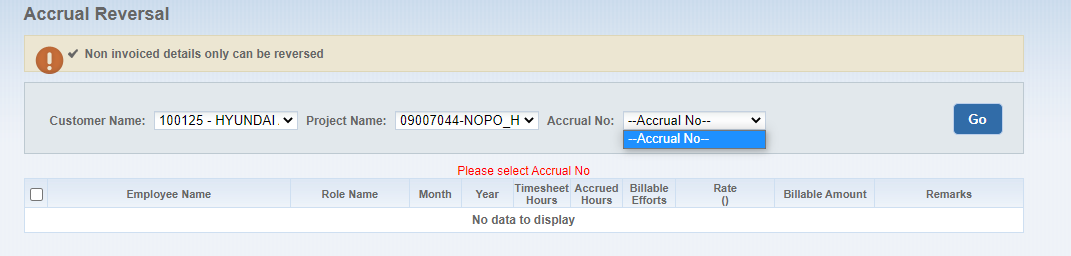 Accrual Reversal
Non invoiced details only can be reversed
Customer Name: 100125 - HYUNDAI Project Name: 09007044-NOPO_H Accrual No: --Accrual No-- Go
--Accrual No--
Please select Accrual No
Employee Name Role Name Month Year Timesheet Hours Accrued Hours Billable Efforts Rate () Billable Amount Remarks
No data to display